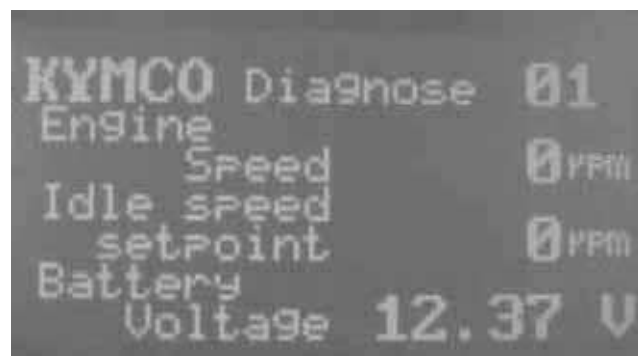 KYMCO Diagnose 01
Engine
Speed 0 rpm
Idle speed
setpoint 0 rpm
Battery
Voltage 12.37 V